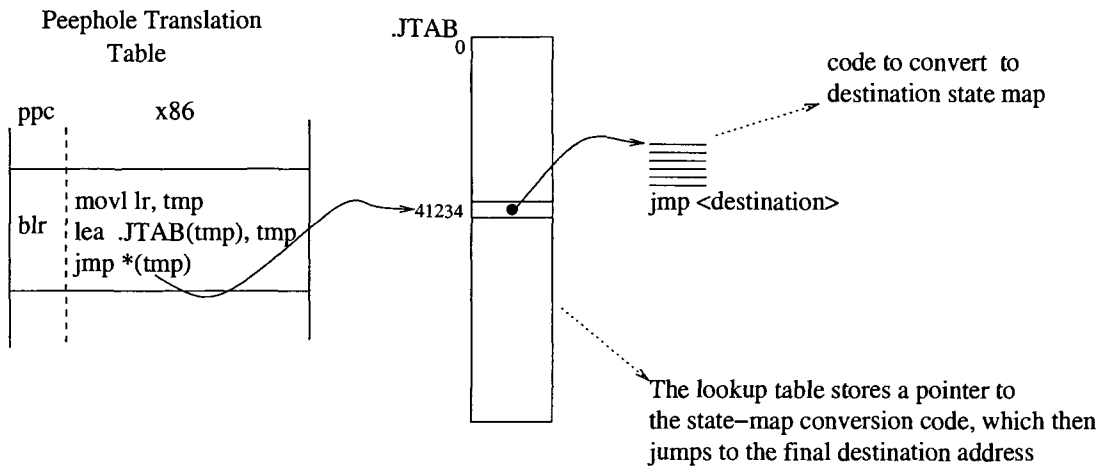 Peephole Translation
Table
ppc
x86
blr
movl lr, tmp
lea .JTAB(tmp), tmp
jmp *(tmp)
.JTAB
0
41234
code to convert to
destination state map
jmp <destination>
The lookup table stores a pointer to
the state−map conversion code, which then
jumps to the final destination address